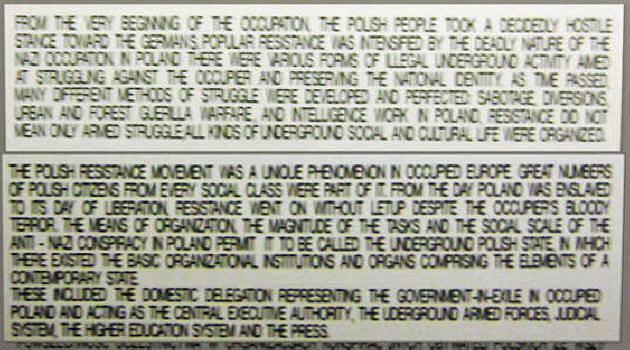 FROM THE VERY BEGINNING OF THE OCCUPATION, THE POLISH PEOPLE TOOK A DECIDEDLY HOSTILE
STANCE TOWARD THE GERMANS. POPULAR RESISTANCE WAS INTENSIFIED BY THE DEADLY NATURE OF THE
NAZI OCCUPATION IN POLAND THERE WERE VARIOUS FORMS OF ILLEGAL UNDERGROUND ACTIVITY AIMED
AT STRUGGLING AGAINST THE OCCUPIER AND PRESERVING THE NATIONAL IDENTITY. AS TIME PASSED,
MANY DIFFERENT METHODS OF STRUGGLE WERE DEVELOPED AND PERFECTED: SABOTAGE, DIVERSIONS,
URBAN AND FOREST GUERILLA WARFARE, AND INTELLIGENCE WORK IN POLAND, RESISTANCE DID NOT
MEAN ONLY ARMED STRUGGLE,ALL KINDS OF UNDERGROUND SOCIAL AND CULTURAL LIFE WERE ORGANIZED.
THE POLISH RESISTANCE MOVEMENT WAS A UNIQUE PHENOMENON IN OCCUPIED EUROPE. GREAT NUMBERS
OF POLISH CITIZENS FROM EVERY SOCIAL CLASS WERE PART OF IT. FROM THE DAY POLAND WAS ENSLAVED
TO ITS DAY OF LIBERATION, RESISTANCE WENT ON WITHOUT LETUP DESPITE THE OCCUPIER'S BLOODY
TERROR. THE MEANS OF ORGANIZATION, THE MAGNITUDE OF THE TASKS AND THE SOCIAL SCALE OF THE
ANTI - NAZI CONSPIRACY IN POLAND PERMIT IT TO BE CALLED THE UNDERGROUND POLISH STATE, IN WHICH
THERE EXISTED THE BASIC ORGANIZATIONAL INSTITUTIONS AND ORGANS COMPRISING THE ELEMENTS OF A
CONTEMPORARY STATE.
THESE INCLUDED THE DOMESTIC DELEGATION REPRESENTING THE GOVERNMENT-IN-EXILE IN OCCUPIED
POLAND AND ACTING AS THE CENTRAL EXECUTIVE AUTHORITY, THE UDERGROUND ARMED FORCES, JUDICIAL
SYSTEM, THE HIGHER EDUCATION SYSTEM AND THE PRESS.